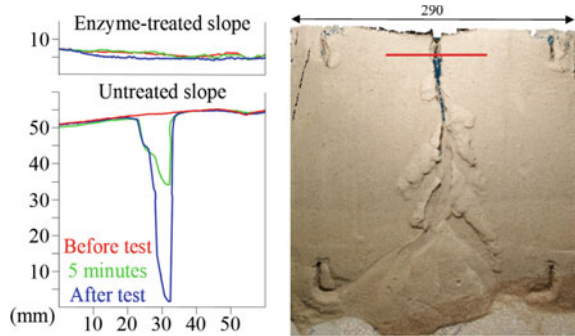 Enzyme-treated slope
10
Untreated slope
50
40
30
20
10
Before test
5 minutes
After test
(mm)
10 20 30 40 50
290